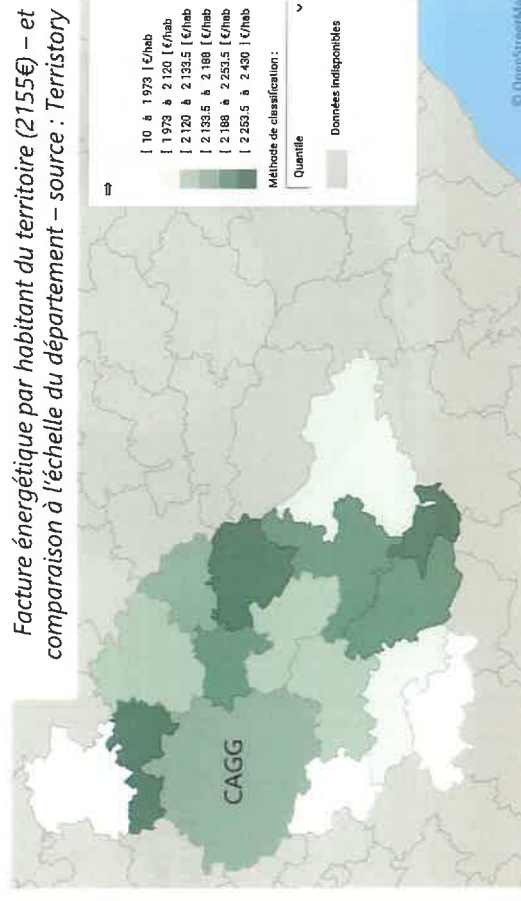 Facture énergétique par habitant du territoire (2155€) – et
comparaison à l'échelle du département – source : Terristory
[ 10 à 1 973 [ €/hab
[ 1 973 à 2 120 [ €/hab
[ 2 120 à 2 133.5 [ €/hab
[ 2 133.5 à 2 188 [ €/hab
[ 2 188 à 2 253.5 [ €/hab
[ 2 253.5 à 2 430 ] €/hab
Méthode de classification :
Quantile
Données indisponibles
CAGG
© OpenStreetMa